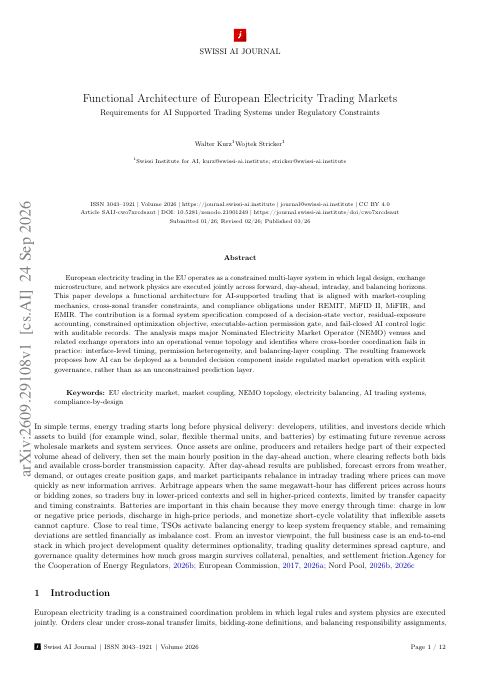 SWISSI AI JOURNAL
Functional Architecture of European Electricity Trading Markets
Requirements for AI Supported Trading Systems under Regulatory Constraints
Walter Kurz¹Wojtek Stricker¹
¹Swissi Institute for AI, kurz@swissi-ai.institute, stricker@swissi-ai.institute
ISSN 3043–1921 | Volume 2026 | https://journal.swissi-ai.institute | journal@swissi-ai.institute | CC BY 4.0
Article SAIJ-cwo7xrcdsaut | DOI: 10.5281/zenodo.21901249 | https://journal.swissi-ai.institute/doi/cwo7xrcdsaut
Submitted 01/26; Revised 02/26; Published 03/26
Abstract
European electricity trading in the EU operates as a constrained multi-layer system in which legal design, exchange
microstructure, and network physics are executed jointly across forward, day-ahead, intraday, and balancing horizons.
This paper develops a functional architecture for AI-supported trading that is aligned with market-coupling
mechanics, cross-zonal transfer constraints, and compliance obligations under REMIT, MiFID II, MiFIR, and
EMIR. The contribution is a formal system specification composed of a decision-state vector, residual-exposure
accounting, constrained optimization objective, executable-action permission gate, and fail-closed AI control logic
with auditable records. The analysis maps major Nominated Electricity Market Operator (NEMO) venues and
related exchange operators into an operational venue topology and identifies where cross-border coordination fails in
practice: interface-level timing, permission heterogeneity, and balancing-layer coupling. The resulting framework
proposes how AI can be deployed as a bounded decision component inside regulated market operation with explicit
governance, rather than as an unconstrained prediction layer.
Keywords: EU electricity market, market coupling, NEMO topology, electricity balancing, AI trading systems,
compliance-by-design
In simple terms, energy trading starts long before physical delivery: developers, utilities, and investors decide which
assets to build (for example wind, solar, flexible thermal units, and batteries) by estimating future revenue across
wholesale markets and system services. Once assets are online, producers and retailers hedge part of their expected
volume ahead of delivery, then set the main hourly position in the day-ahead auction, where clearing reflects both bids
and available cross-border transmission capacity. After day-ahead results are published, forecast errors from weather,
demand, or outages create position gaps, and market participants rebalance in intraday trading where prices can move
quickly as new information arrives. Arbitrage appears when the same megawatt-hour has different prices across hours
or bidding zones, so traders buy in lower-priced contexts and sell in higher-priced contexts, limited by transfer capacity
and timing constraints. Batteries are important in this chain because they move energy through time: charge in low
or negative price periods, discharge in high-price periods, and monetize short-cycle volatility that inflexible assets
cannot capture. Close to real time, TSOs activate balancing energy to keep system frequency stable, and remaining
deviations are settled financially as imbalance cost. From an investor viewpoint, the full business case is an end-to-end
stack in which project development quality determines optionality, trading quality determines spread capture, and
governance quality determines how much gross margin survives collateral, penalties, and settlement friction.Agency for
the Cooperation of Energy Regulators, 2026b; European Commission, 2017, 2026a; Nord Pool, 2026b, 2026c
1 Introduction
European electricity trading is a constrained coordination problem in which legal rules and system physics are executed
jointly. Orders clear under cross-zonal transfer limits, bidding-zone definitions, and balancing responsibility assignments,
Swissi AI Journal | ISSN 3043–1921 | Volume 2026
Page 1 / 12
arXiv:2609.29108v1 [cs.AI] 24 Sep 2026